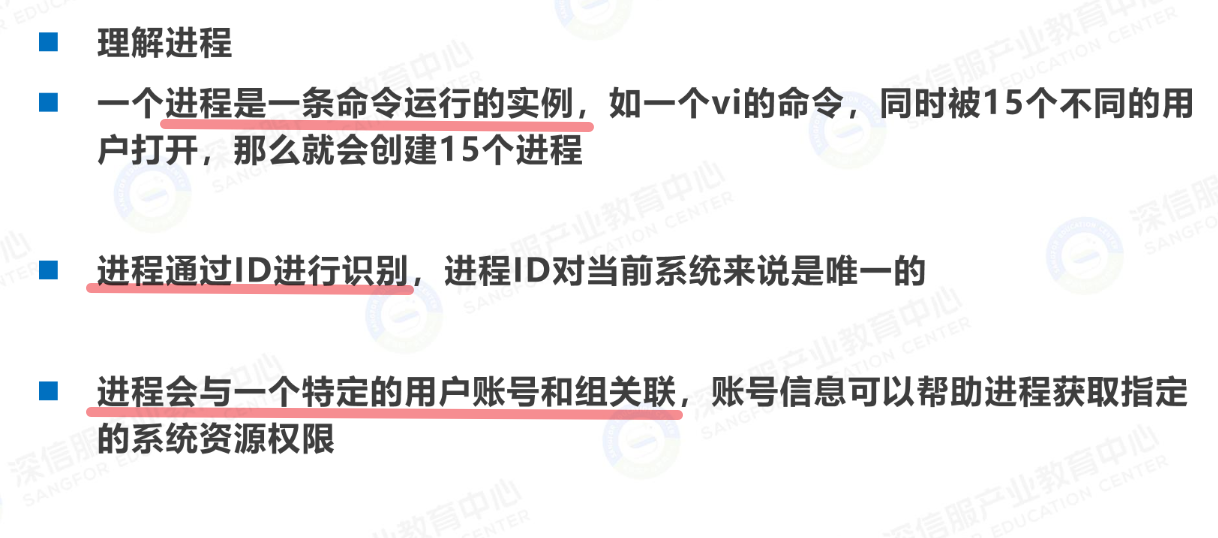 理解进程
一个进程是一条命令运行的实例，如一个vi的命令，同时被15个不同的用
户打开，那么就会创建15个进程
进程通过ID进行识别，进程ID对当前系统来说是唯一的
进程会与一个特定的用户账号和组关联，账号信息可以帮助进程获取指定
的系统资源权限
深信服产业教育中心
SANGFOR EDUCATION CENTER